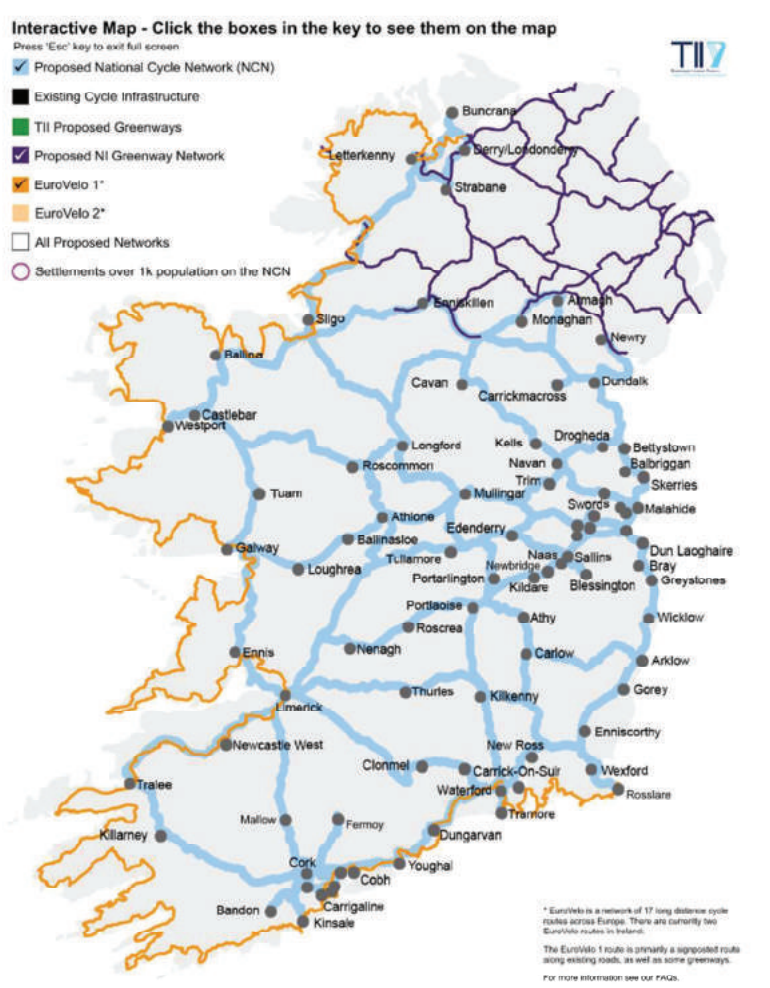 Interactive Map - Click the boxes in the key to see them on the map
Press 'Esc' key to exit full screen
TII
Proposed National Cycle Network (NCN)
Existing Cycle Infrastructure
TII Proposed Greenways
Proposed NI Greenway Network
EuroVelo 1*
EuroVelo 2*
All Proposed Networks
Settlements over 1k population on the NCN
Buncrana
Letterkenny
Derry/Londonderry
Strabane
Enniskillen
Armagh
Sligo
Monaghan
Newry
Ballina
Cavan
Carrickmacross
Dundalk
Castlebar
Westport
Longford
Kells
Drogheda
Bettystown
Roscommon
Navan
Balbriggan
Trim
Skerries
Tuam
Mullingar
Swords
Malahide
Athlone
Edenderry
Galway
Ballinasloe
Tullamore
Naas
Sallins
Dun Laoghaire
Loughrea
Newbridge
Bray
Portarlington
Kildare
Blessington
Greystones
Portlaoise
Athy
Wicklow
Roscrea
Ennis
Nenagh
Carlow
Arklow
Thurles
Kilkenny
Gorey
Limerick
Enniscorthy
Newcastle West
New Ross
Clonmel
Carrick-On-Suir
Wexford
Tralee
Waterford
Rosslare
Tramore
Mallow
Fermoy
Killarney
Dungarvan
Cork
Youghal
Cobh
Carrigaline
Bandon
Kinsale
* EuroVelo is a network of 17 long distance cycle
routes across Europe. There are currently two
EuroVelo routes in Ireland.
The EuroVelo 1 route is primarily a signposted route
along existing roads, as well as some greenways.
For more information see our FAQs.